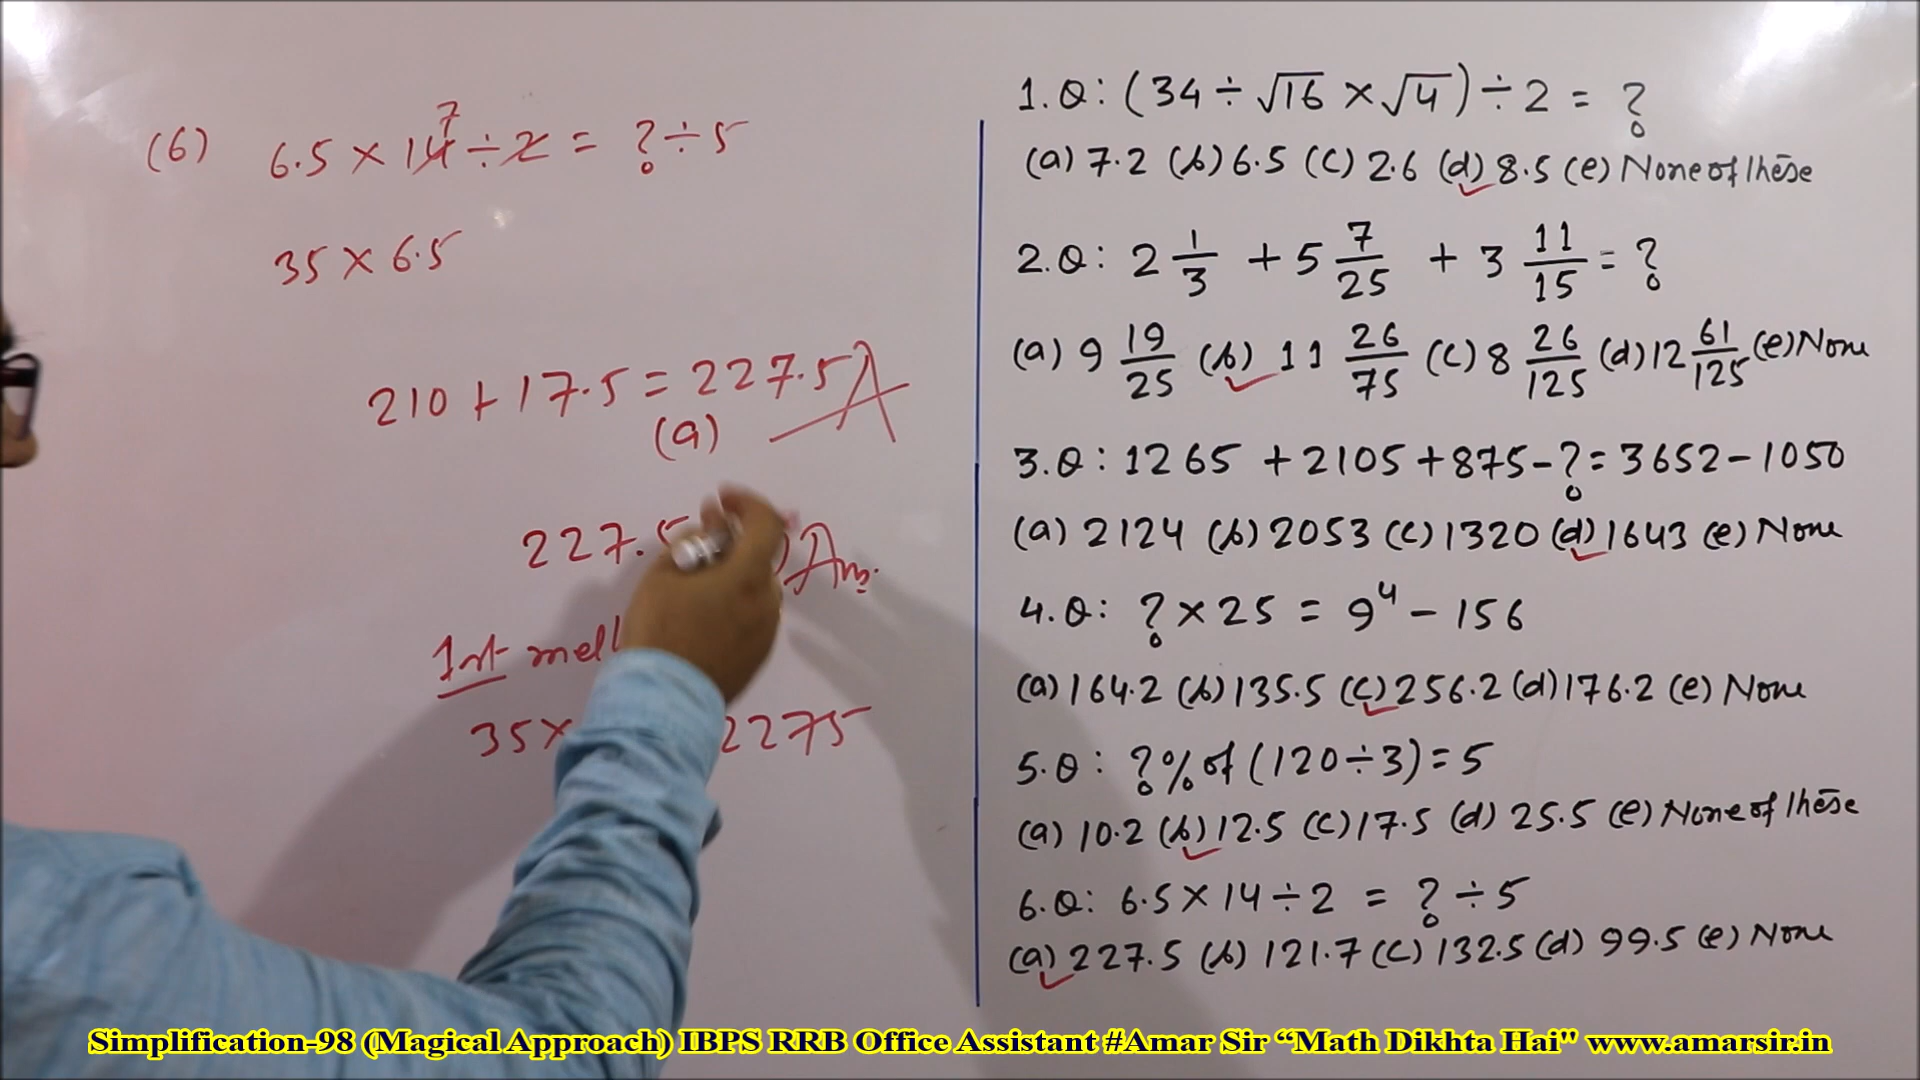 (6) 6.5 × 14 ÷ 2 = ? ÷ 5
7
35 × 6.5
210 + 17.5 = 227.5
(a)
227.5 Ans.
1st
35× 2275
1.Q: (34 ÷ √16 × √4) ÷ 2 = ?
(a) 7.2 (b) 6.5 (c) 2.6 (d) 8.5 (e) None of these
2.Q: 2 1/3 + 5 7/25 + 3 11/15 = ?
(a) 9 19/25 (b) 11 26/75 (c) 8 26/125 (d) 12 61/125 (e) None
3.Q: 1265 + 2105 + 875 - ? = 3652 - 1050
(a) 2124 (b) 2053 (c) 1320 (d) 1643 (e) None
4.Q: ? × 25 = 9⁴ - 156
(a) 164.2 (b) 135.5 (c) 256.2 (d) 176.2 (e) None
5.Q: ?% of (120 ÷ 3) = 5
(a) 10.2 (b) 12.5 (c) 17.5 (d) 25.5 (e) None of these
6.Q: 6.5 × 14 ÷ 2 = ? ÷ 5
(a) 227.5 (b) 121.7 (c) 132.5 (d) 99.5 (e) None
Simplification-98 (Magical Approach) IBPS RRB Office Assistant #Amar Sir “Math Dikhta Hai" www.amarsir.in